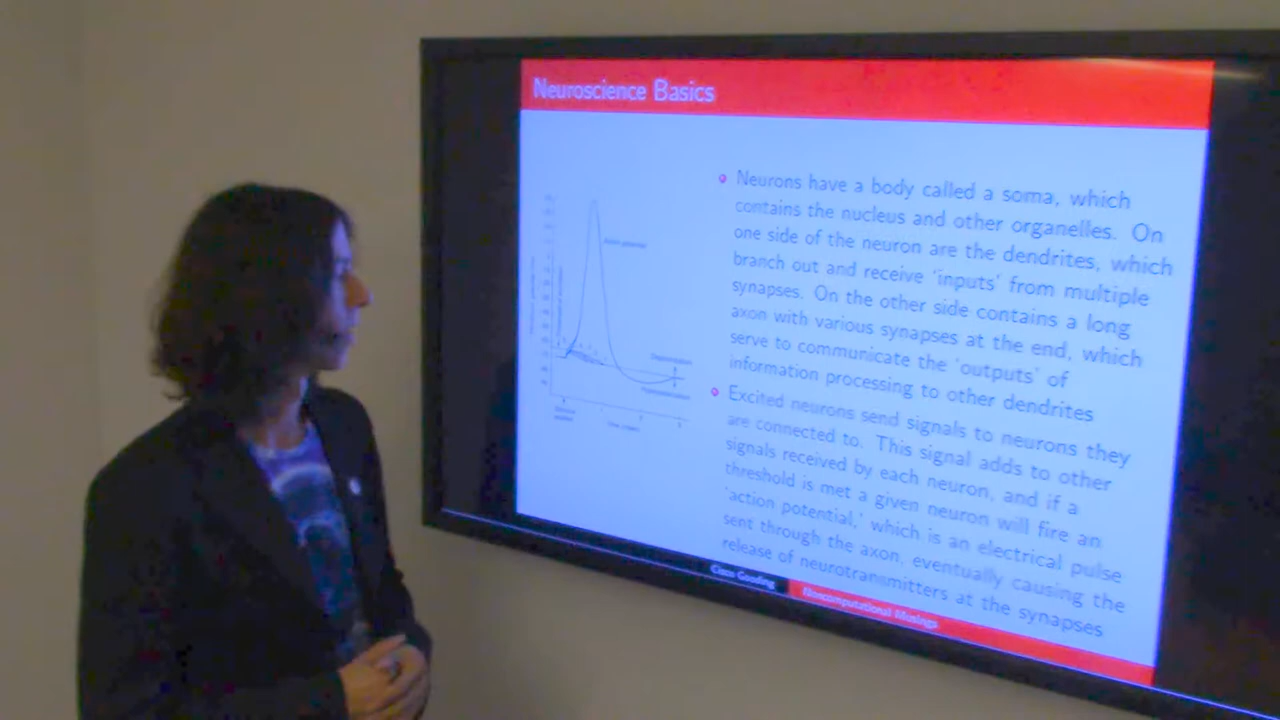 Neuroscience Basics
Neurons have a body called a soma, which
contains the nucleus and other organelles. On
one side of the neuron are the dendrites, which
branch out and receive 'inputs' from multiple
synapses. On the other side contains a long
axon with various synapses at the end, which
serve to communicate the 'outputs' of
information processing to other dendrites
Excited neurons send signals to neurons they
are connected to. This signal adds to other
signals received by each neuron, and if a
threshold is met a given neuron will fire an
'action potential,' which is an electrical pulse
sent through the axon, eventually causing the
release of neurotransmitters at the synapses
Cisco Gooding
Noncomputational Musings